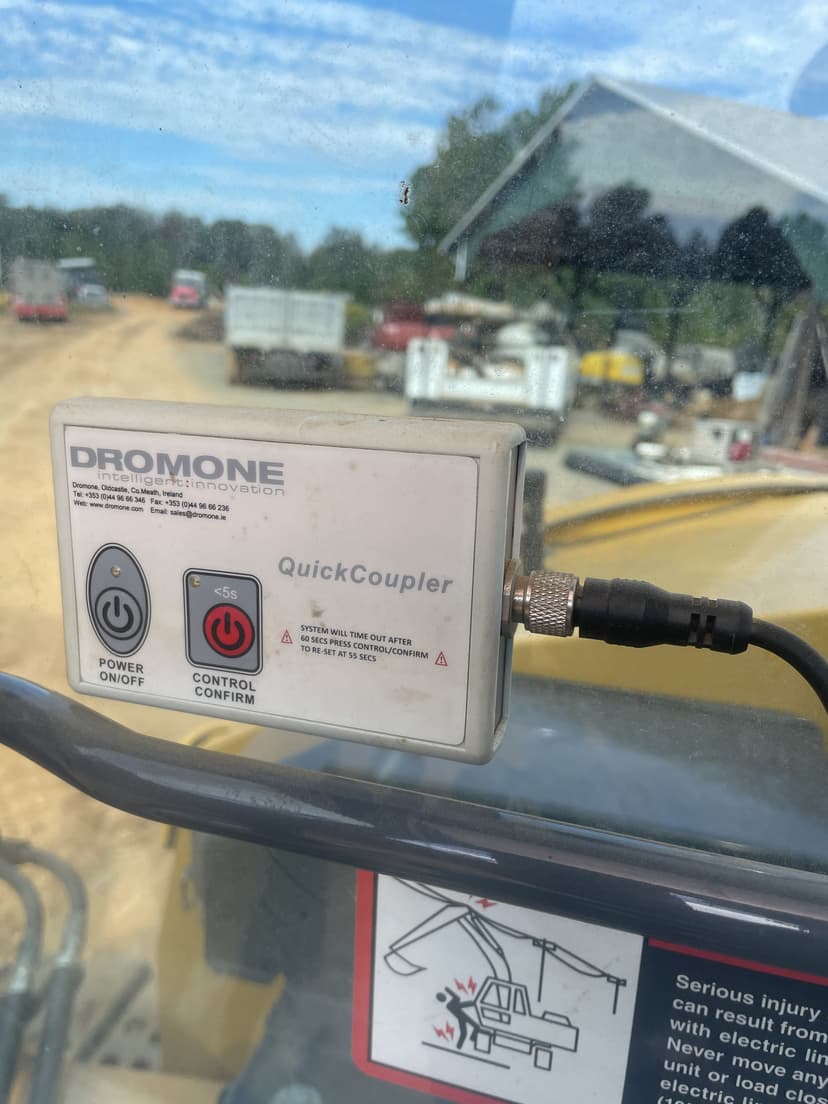 DROMONE
intelligent:innovation
Dromone, Oldcastle, Co.Meath, Ireland
Tel: +353 (0)44 96 66 346 Fax: +353 (0)44 96 66 236
Web: www.dromone.com Email: sales@dromone.ie
QuickCoupler
<5s
SYSTEM WILL TIME OUT AFTER
60 SECS PRESS CONTROL/CONFIRM
TO RE-SET AT 55 SECS
POWER
ON/OFF
CONTROL
CONFIRM
Serious injury
can result from
with electric lin
Never move any
unit or load clos
electric lin